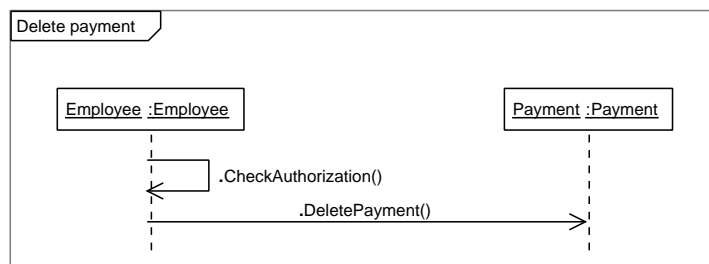 Delete payment
Employee :Employee
Payment :Payment
.CheckAuthorization()
.DeletePayment()